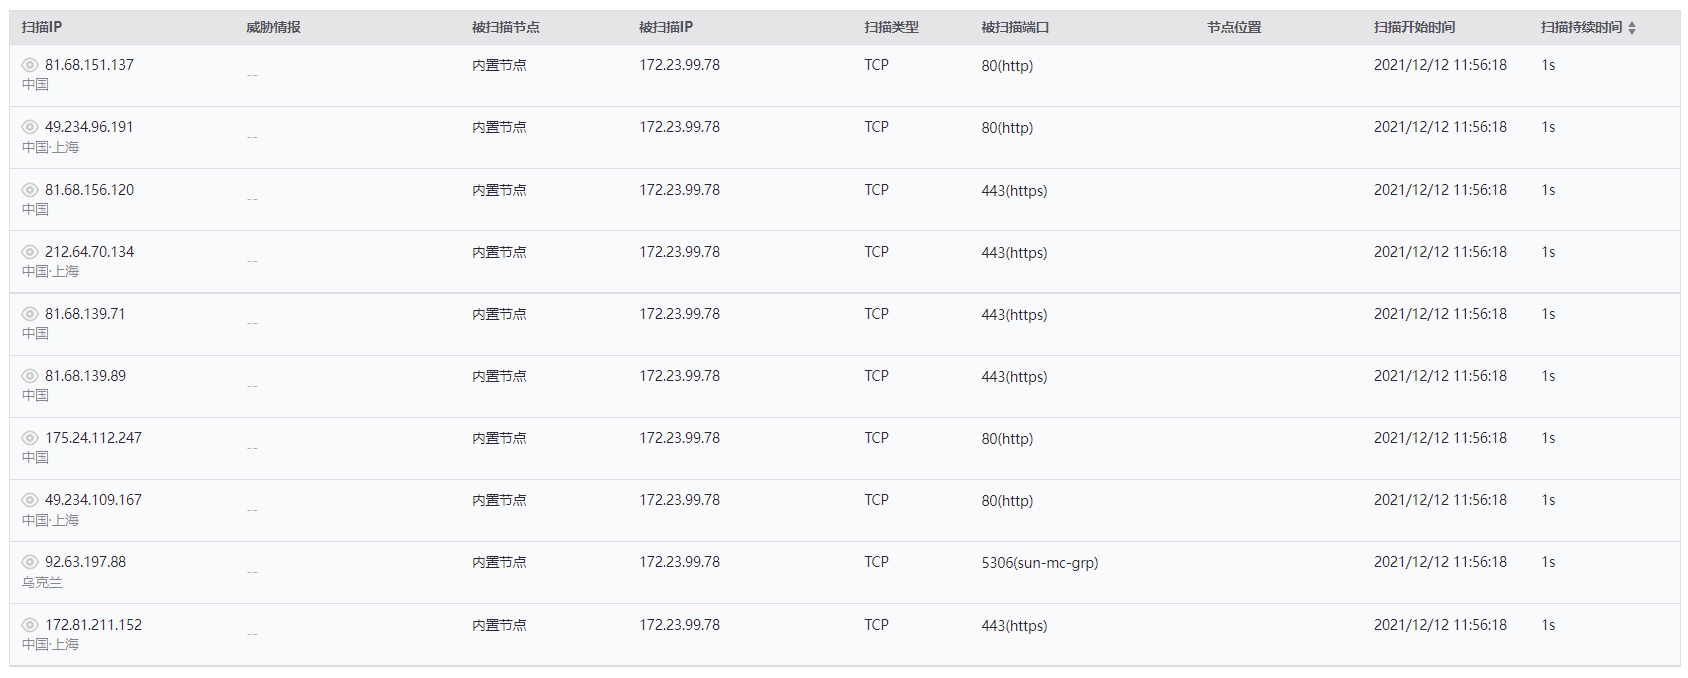 扫描IP 威胁情报 被扫描节点 被扫描IP 扫描类型 被扫描端口 节点位置 扫描开始时间 扫描持续时间
81.68.151.137 -- 内置节点 172.23.99.78 TCP 80(http) 2021/12/12 11:56:18 1s
中国
49.234.96.191 -- 内置节点 172.23.99.78 TCP 80(http) 2021/12/12 11:56:18 1s
中国·上海
81.68.156.120 -- 内置节点 172.23.99.78 TCP 443(https) 2021/12/12 11:56:18 1s
中国
212.64.70.134 -- 内置节点 172.23.99.78 TCP 443(https) 2021/12/12 11:56:18 1s
中国·上海
81.68.139.71 -- 内置节点 172.23.99.78 TCP 443(https) 2021/12/12 11:56:18 1s
中国
81.68.139.89 -- 内置节点 172.23.99.78 TCP 443(https) 2021/12/12 11:56:18 1s
中国
175.24.112.247 -- 内置节点 172.23.99.78 TCP 80(http) 2021/12/12 11:56:18 1s
中国
49.234.109.167 -- 内置节点 172.23.99.78 TCP 80(http) 2021/12/12 11:56:18 1s
中国·上海
92.63.197.88 -- 内置节点 172.23.99.78 TCP 5306(sun-mc-grp) 2021/12/12 11:56:18 1s
乌克兰
172.81.211.152 -- 内置节点 172.23.99.78 TCP 443(https) 2021/12/12 11:56:18 1s
中国·上海